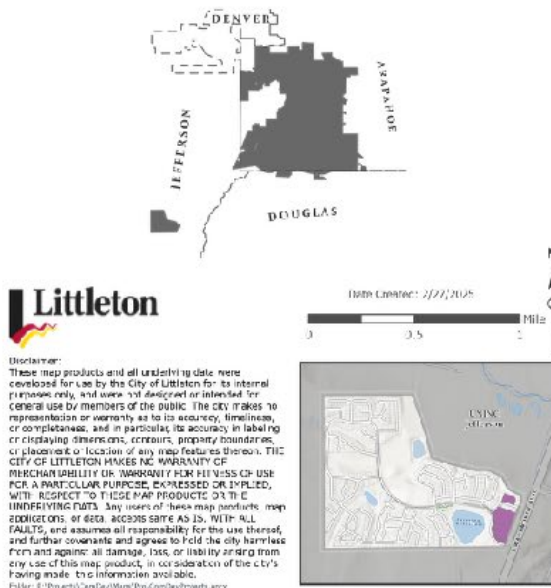 DENVER
ARAPAHOE
JEFFERSON
DOUGLAS
Littleton
Date Created: 2/27/2025
Mile
0 0.5 1
Disclaimer:
These map products and all underlying data were
developed for use by the City of Littleton for its internal
purposes only, and were not designed or intended for
general use by members of the public. The city makes no
representation or warranty as to its accuracy, timeliness,
or completeness, and in particular, its accuracy in labeling
or displaying dimensions, contours, property boundaries,
or placement or location of any map features thereon. THE
CITY OF LITTLETON MAKES NO WARRANTY OF
MERCHANTABILITY OR WARRANTY FOR FITNESS OF USE
FOR A PARTICULAR PURPOSE, EXPRESSED OR IMPLIED,
WITH RESPECT TO THESE MAP PRODUCTS OR THE
UNDERLYING DATA. Any users of these map products, map
applications, or data, accepts same AS IS, WITH ALL
FAULTS, and assumes all responsibility for the use thereof,
and further covenants and agrees to hold the city harmless
from and against all damage, loss, or liability arising from
any use of this map product, in consideration of the city's
having made this information available.
UNINC
Jefferson